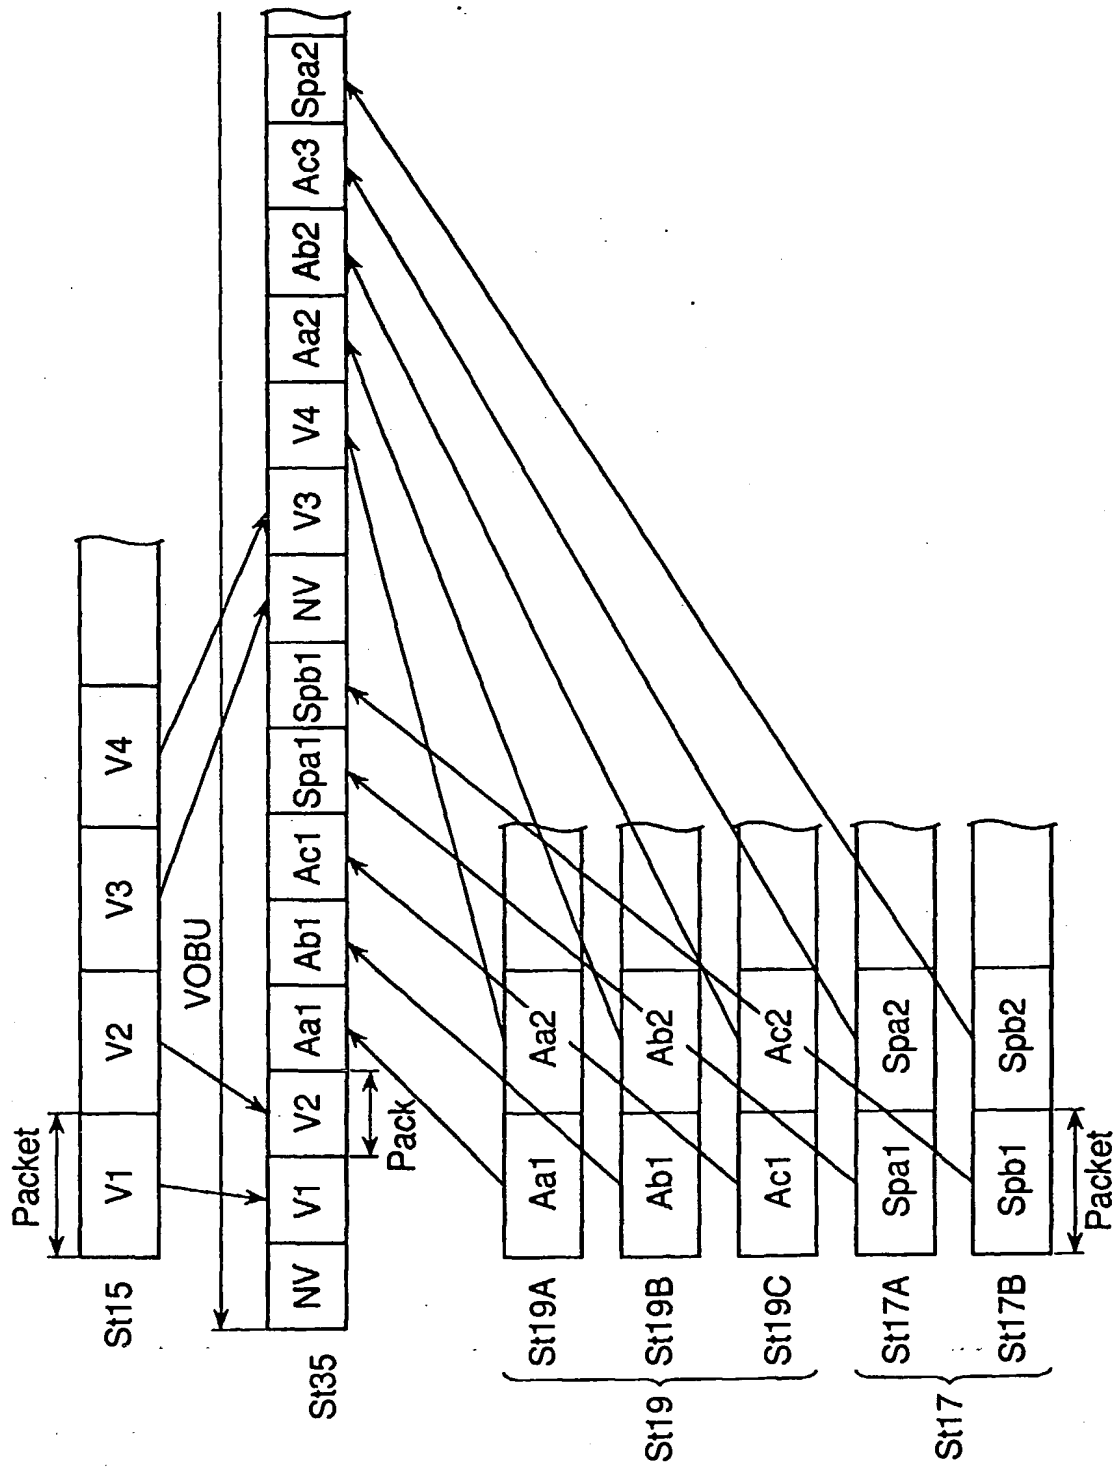 Packet
St15 V1 V2 V3 V4
VOBU
St35 NV V1 V2 Aa1 Ab1 Ac1 Spa1 Spb1 NV V3 V4 Aa2 Ab2 Ac3 Spa2
Pack
St19
St19A Aa1 Aa2
St19B Ab1 Ab2
St19C Ac1 Ac2
St17
St17A Spa1 Spa2
St17B Spb1 Spb2
Packet